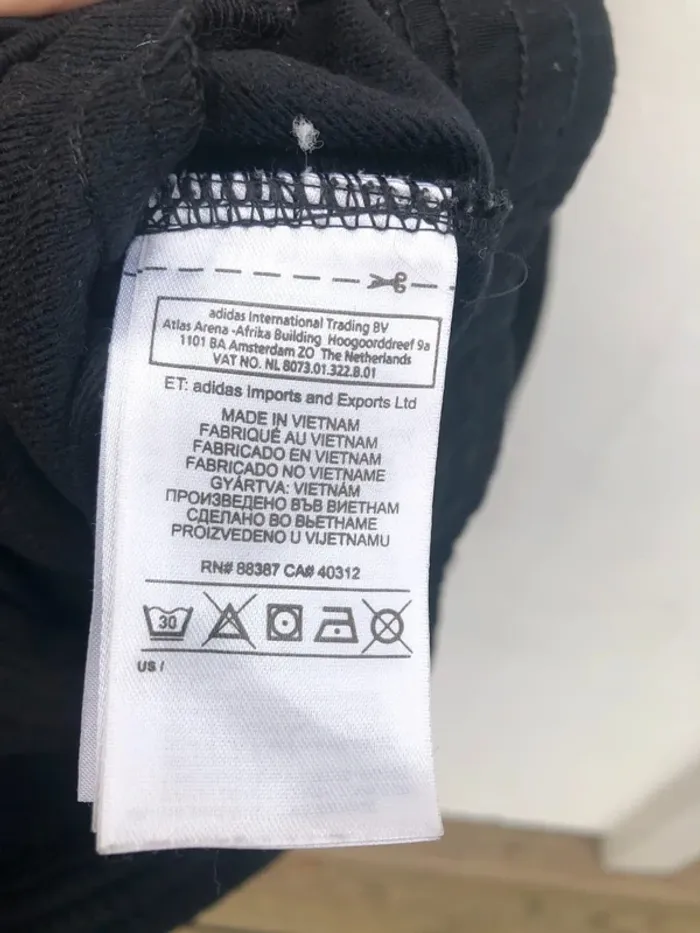 adidas International Trading BV
Atlas Arena -Afrika Building Hoogoorddreef 9a
1101 BA Amsterdam ZO The Netherlands
VAT NO. NL 8073.01.322.B.01
ET: adidas Imports and Exports Ltd
MADE IN VIETNAM
FABRIQUÉ AU VIETNAM
FABRICADO EN VIETNAM
FABRICADO NO VIETNAME
GYÁRTVA: VIETNÁM
ПРОИЗВЕДЕНО ВЪВ ВИЕТНАМ
СДЕЛАНО ВО ВЬЕТНАМЕ
PROIZVEDENO U VIJETNAMU
RN# 88387 CA# 40312
30
US /